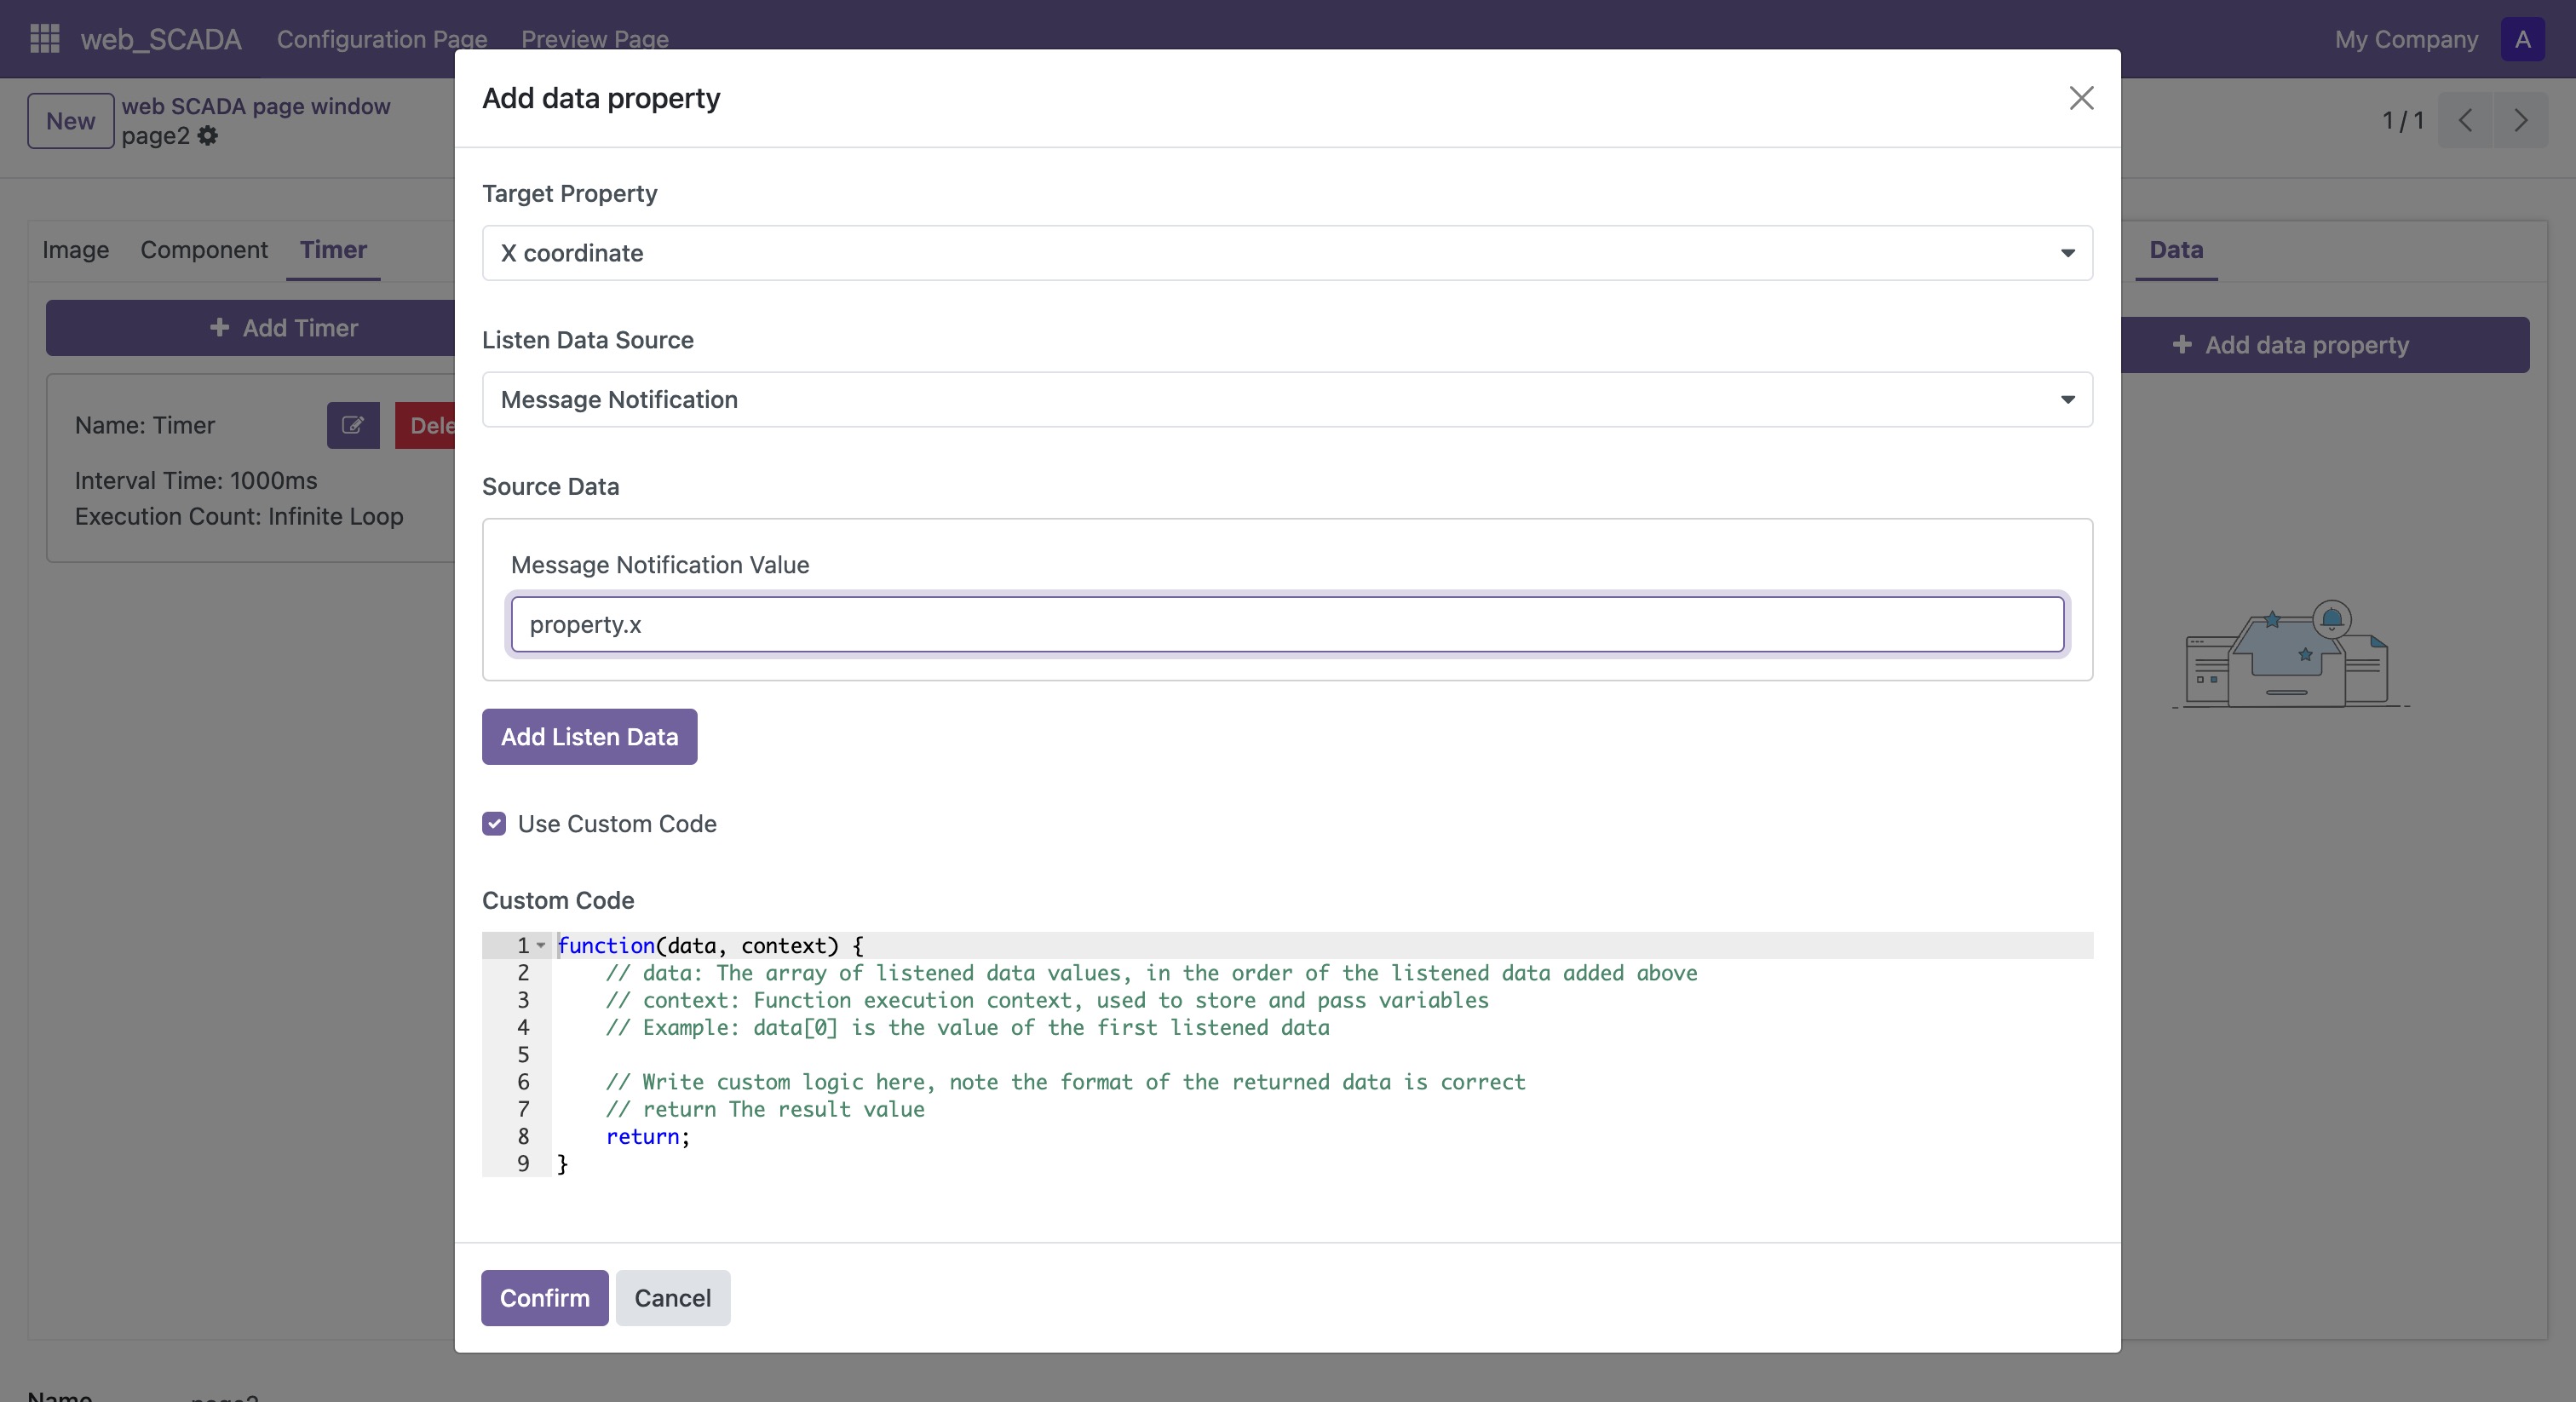 web_SCADA Configuration Page Preview Page My Company A
New web SCADA page window
page2
1 / 1
Image Component Timer
Add Timer
Name: Timer
Dele
Interval Time: 1000ms
Execution Count: Infinite Loop
Add data property
Target Property
X coordinate
Listen Data Source
Message Notification
Source Data
Message Notification Value
property.x
Add Listen Data
Use Custom Code
Custom Code
1 function(data, context) {
2 // data: The array of listened data values, in the order of the listened data added above
3 // context: Function execution context, used to store and pass variables
4 // Example: data[0] is the value of the first listened data
5
6 // Write custom logic here, note the format of the returned data is correct
7 // return The result value
8 return;
9 }
Confirm Cancel
Data
Add data property
Name page2